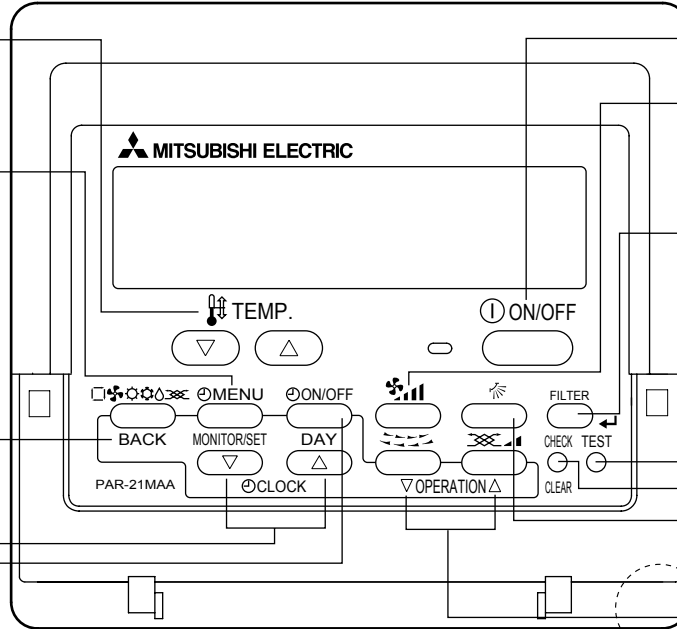 MITSUBISHI ELECTRIC
TEMP.
ON/OFF
MENU
ON/OFF
FILTER
BACK
MONITOR/SET
DAY
CHECK
TEST
PAR-21MAA
CLOCK
OPERATION
CLEAR